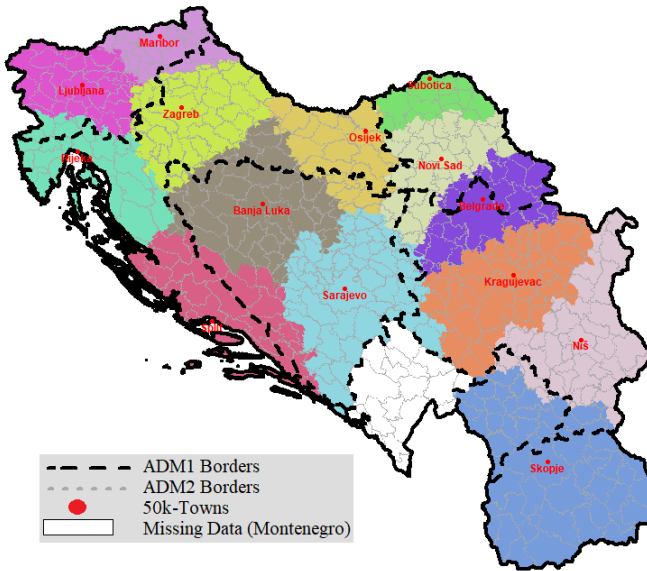 Maribor
Ljubljana
Subotica
Zagreb
Osijek
Rijeka
Novi Sad
Belgrade
Banja Luka
Kragujevac
Sarajevo
Split
Niš
Skopje
ADM1 Borders
ADM2 Borders
50k-Towns
Missing Data (Montenegro)